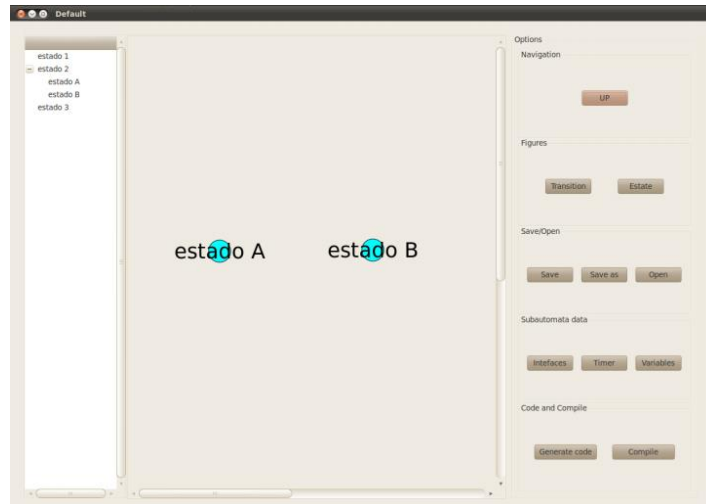 Default
estado 1
estado 2
estado A
estado B
estado 3
estado A
estado B
Options
Navigation
UP
Figures
Transition Estate
Save/Open
Save Save as Open
Subautomata data
Intefaces Timer Variables
Code and Compile
Generate code Compile